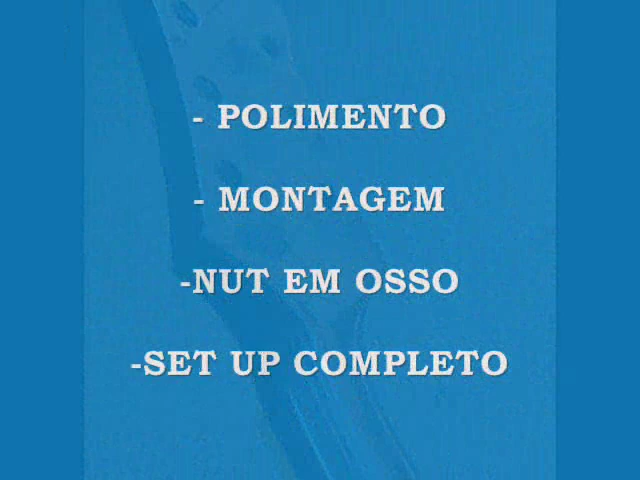 - POLIMENTO
- MONTAGEM
-NUT EM OSSO
-SET UP COMPLETO